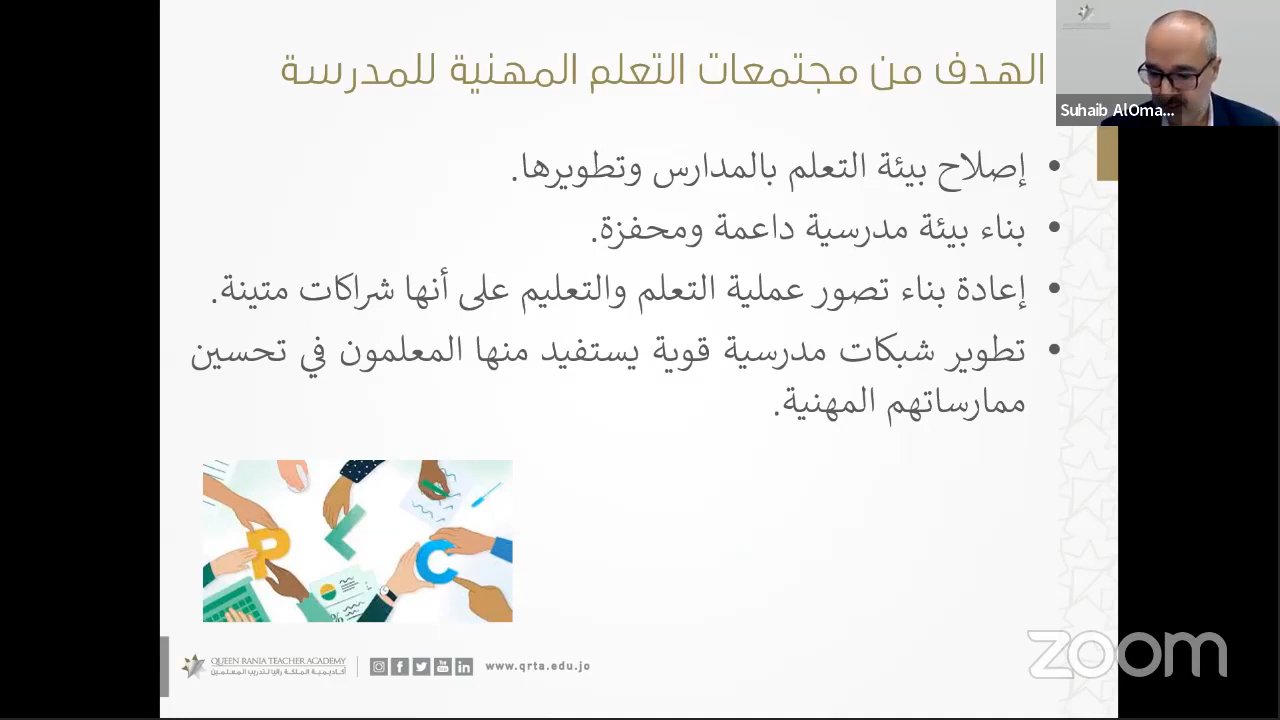 الهدف من مجتمعات التعلم المهنية للمدرسة
Suhaib AlOma...
• إصلاح بيئة التعلم بالمدارس وتطويرها.
• بناء بيئة مدرسية داعمة ومحفزة.
• إعادة بناء تصور عملية التعلم والتعليم على أنها شراكات متينة.
• تطوير شبكات مدرسية قوية يستفيد منها المعلمون في تحسين
ممارساتهم المهنية.
P L C
QUEEN RANIA TEACHER ACADEMY
أكاديمية الملكة رانيا لتدريب المعلمين
www.qrta.edu.jo
zoom